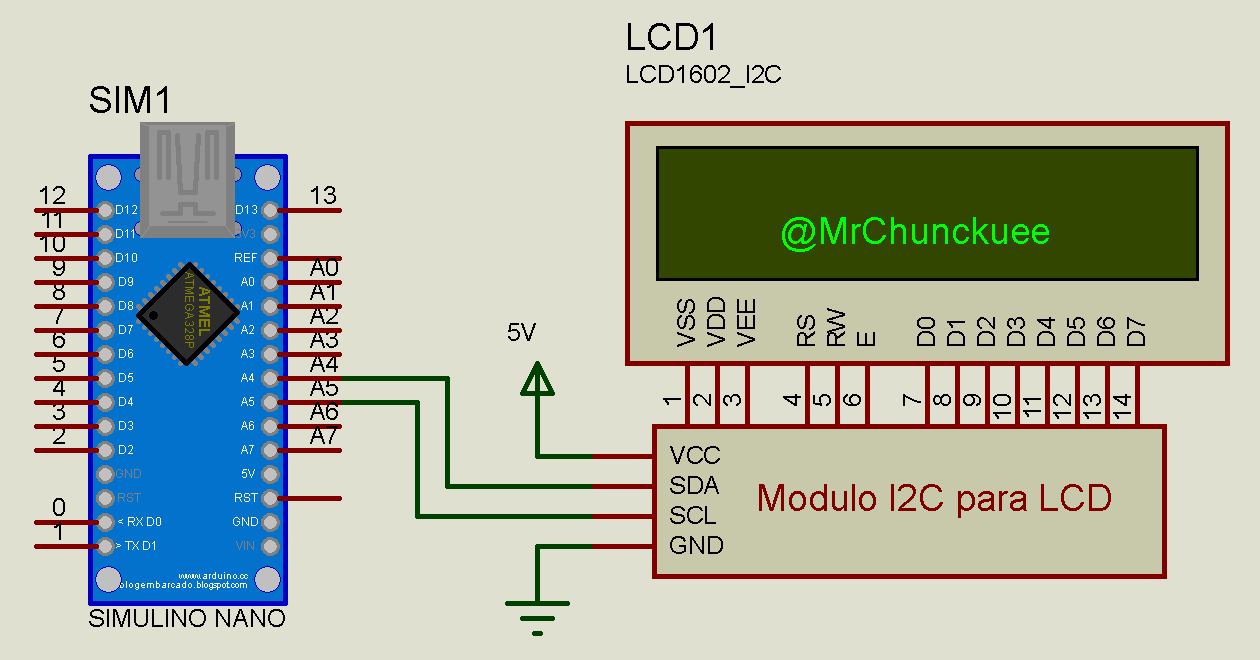 LCD1
LCD1602_I2C
SIM1
@MrChunckuee
12 D12 D13 13
11 D11 3V3
10 D10 REF
9 D9 A0 A0
8 D8 A1 A1
7 D7 A2 A2
6 D6 A3 A3
5 D5 A4 A4
4 D4 A5 A5
3 D3 A6 A6
2 D2 A7 A7
GND 5V
RST RST
0 < RX D0 GND
1 > TX D1 VIN
ATMEL
ATMEGA328P
www.arduino.cc
blogembarcado.blogspot.com
SIMULINO NANO
5V
VSS VDD VEE RS RW E D0 D1 D2 D3 D4 D5 D6 D7
1 2 3 4 5 6 7 8 9 10 11 12 13 14
VCC
SDA
SCL
GND
Modulo I2C para LCD